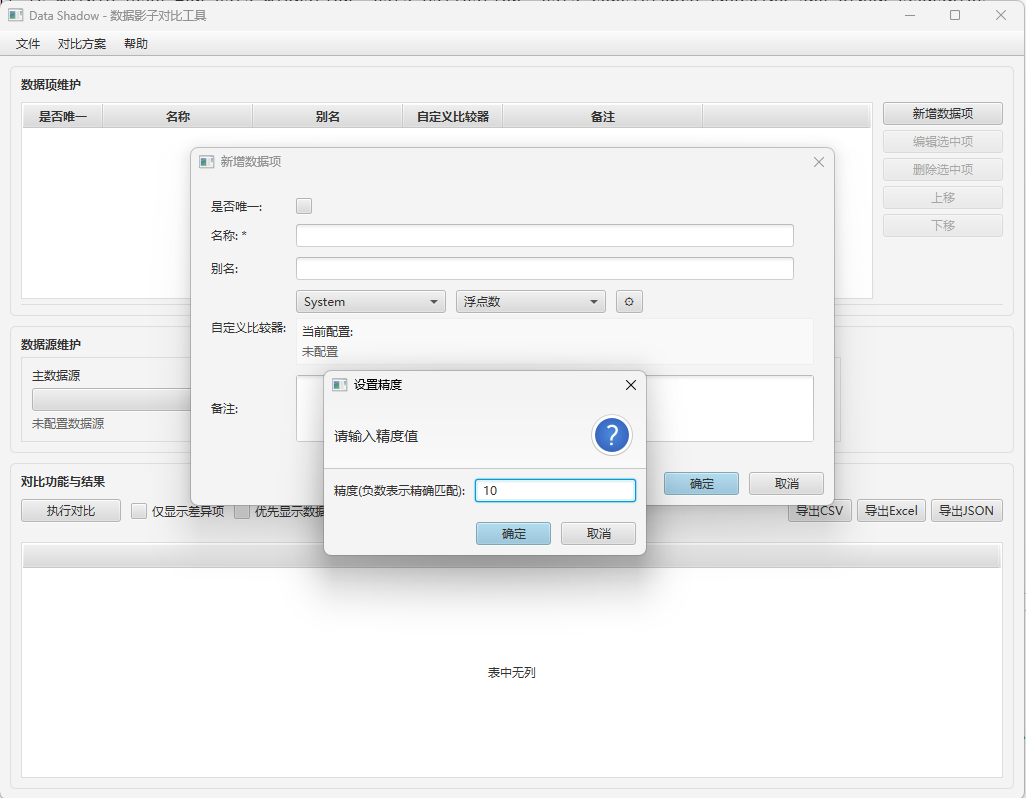 Data Shadow - 数据影子对比工具
文件 对比方案 帮助
数据项维护
是否唯一 名称 别名 自定义比较器 备注
新增数据项
编辑选中项
删除选中项
上移
下移
新增数据项
是否唯一:
名称: *
别名:
System 浮点数
自定义比较器:
当前配置:
未配置
备注:
确定 取消
设置精度
请输入精度值
?
精度(负数表示精确匹配): 10
确定 取消
数据源维护
主数据源
未配置数据源
对比功能与结果
执行对比 仅显示差异项 优先显示数据 导出CSV 导出Excel 导出JSON
表中无列